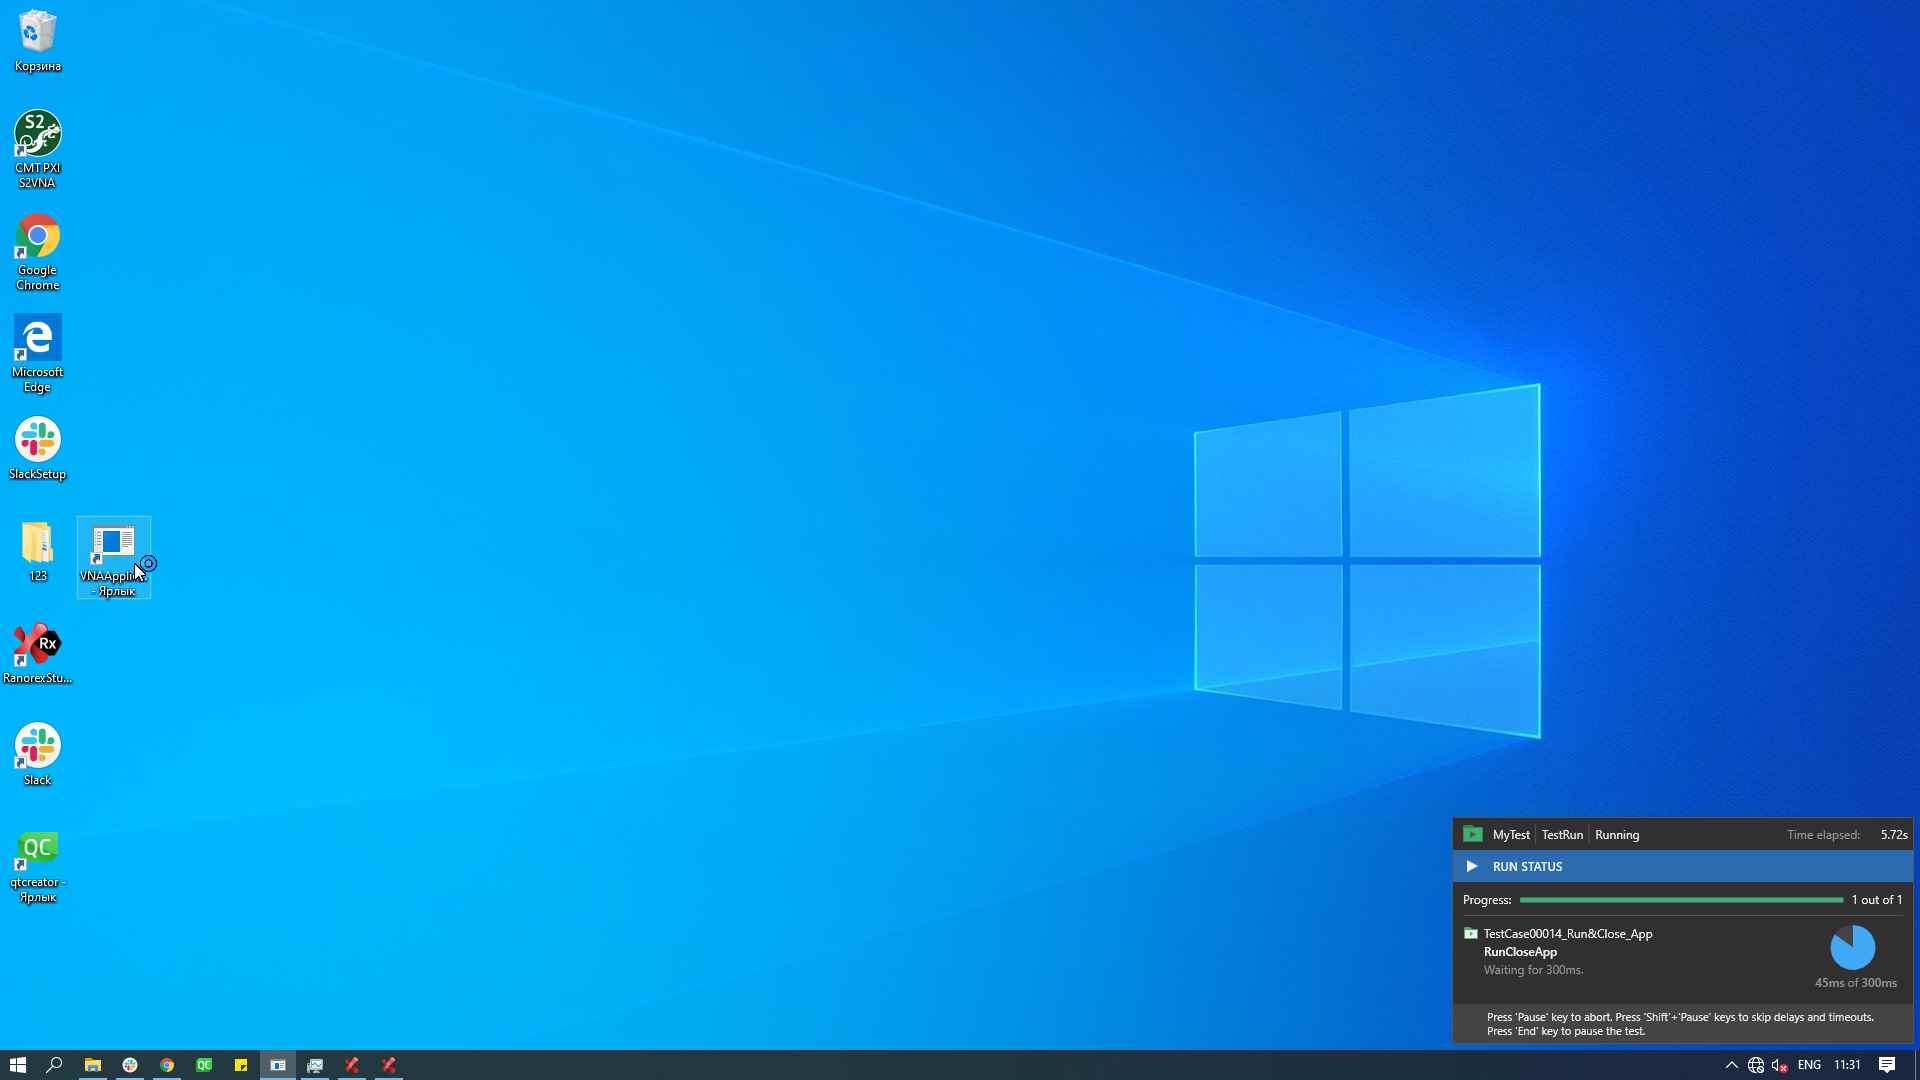 Корзина
S2
CMT PXI
S2VNA
Google
Chrome
Microsoft
Edge
SlackSetup
123
- Ярлык
Rx
RanorexStu...
Slack
QC
qtcreator -
Ярлык
MyTest TestRun Running Time elapsed: 5.72s
RUN STATUS
Progress: 1 out of 1
TestCase00014_Run&Close_App
RunCloseApp
Waiting for 300ms.
45ms of 300ms
Press 'Pause' key to abort. Press 'Shift'+'Pause' keys to skip delays and timeouts.
Press 'End' key to pause the test.
QC
ENG
11:31